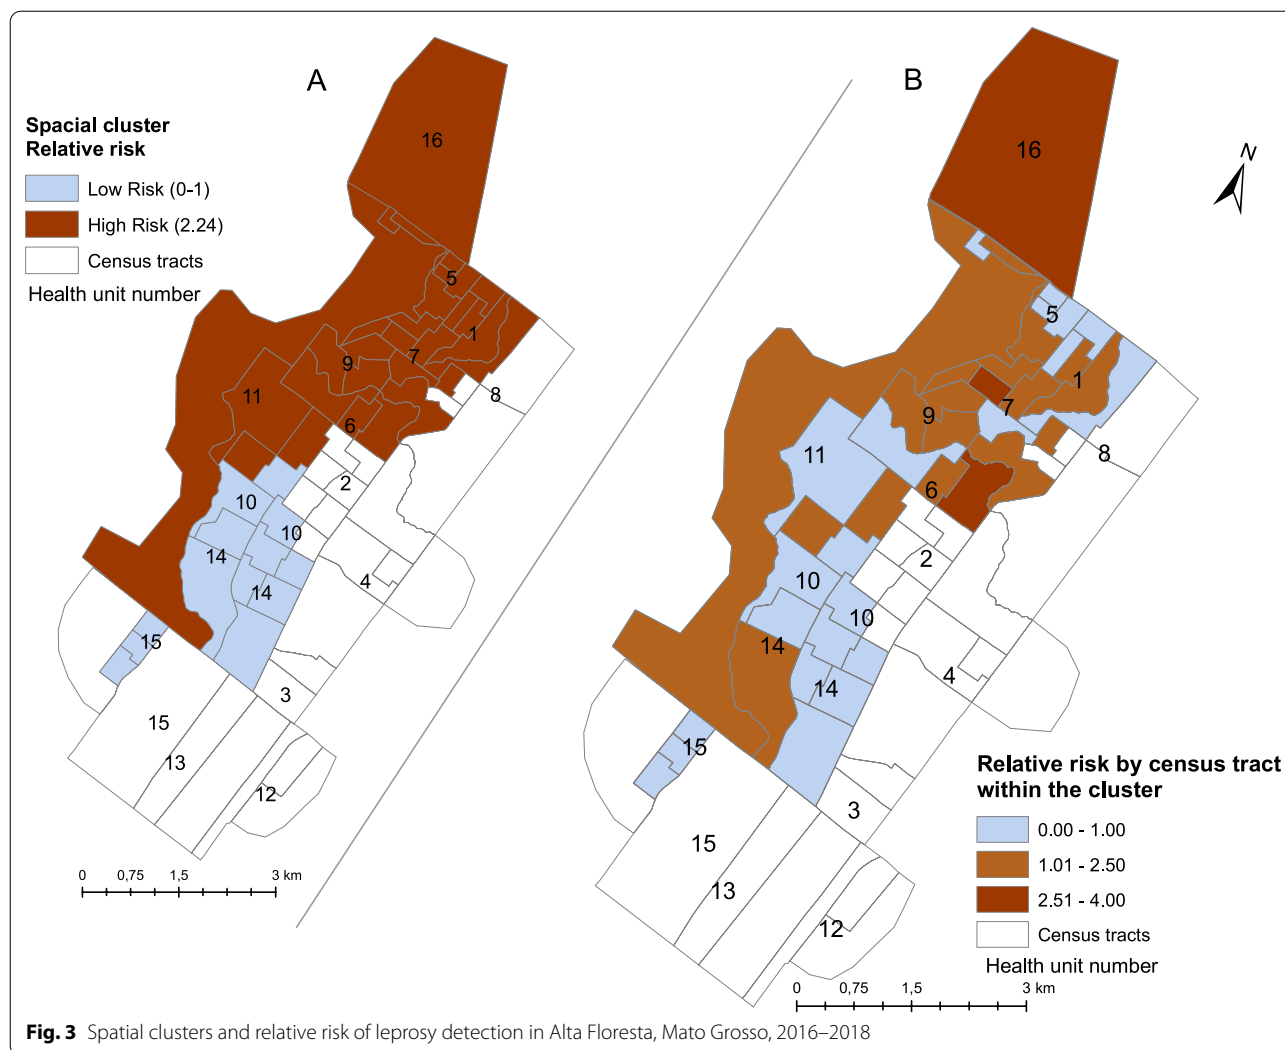 A
Spacial cluster
Relative risk
Low Risk (0-1)
High Risk (2.24)
Census tracts
Health unit number
16
5
1
7
9
8
11
6
2
10
10
14
14
4
15
3
15
13
12
0 0,75 1,5 3 km
B
N
16
5
1
7
9
8
11
6
2
10
10
14
14
4
15
3
15
13
12
Relative risk by census tract
within the cluster
0.00 - 1.00
1.01 - 2.50
2.51 - 4.00
Census tracts
Health unit number
0 0,75 1,5 3 km
Fig. 3 Spatial clusters and relative risk of leprosy detection in Alta Floresta, Mato Grosso, 2016–2018